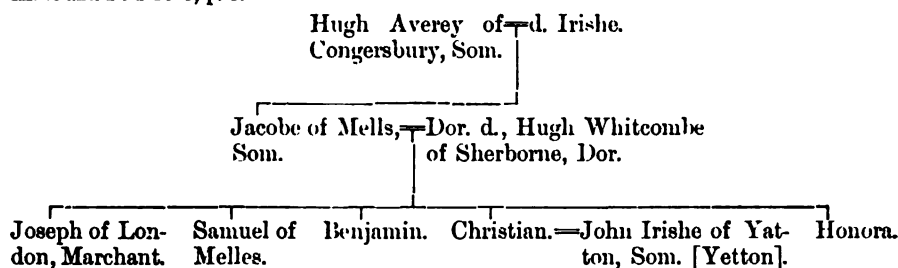 Hugh Averey of d. Irishe.
Congersbury, Som.
Jacobe of Mells, Dor. d., Hugh Whitcombe
Som. of Sherborne, Dor.
Joseph of Lon- Samuel of Benjamin. Christian.=John Irishe of Yat- Honora.
don, Marchant. Melles. ton, Som. [Yetton].